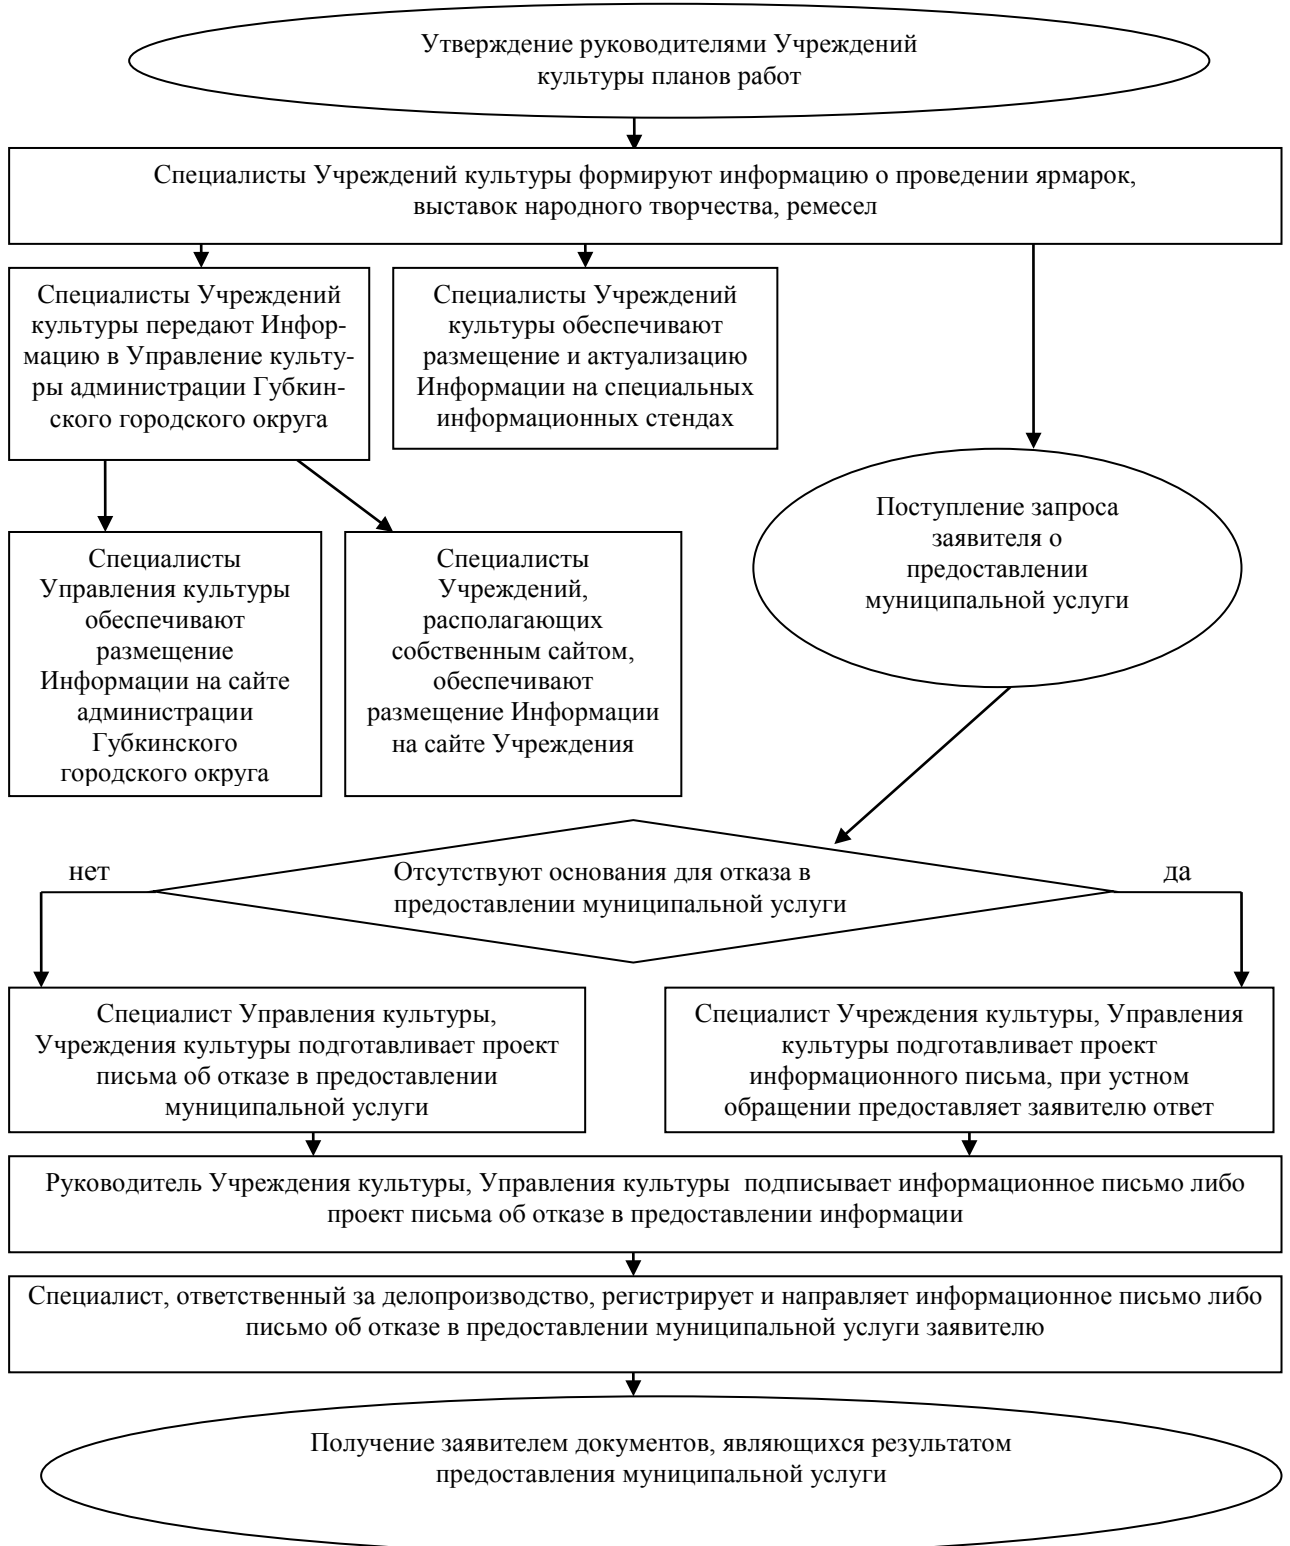 Утверждение руководителями Учреждений
культуры планов работ
Специалисты Учреждений культуры формируют информацию о проведении ярмарок,
выставок народного творчества, ремесел
Специалисты Учреждений
культуры передают Инфор-
мацию в Управление культу-
ры администрации Губкин-
ского городского округа
Специалисты Учреждений
культуры обеспечивают
размещение и актуализацию
Информации на специальных
информационных стендах
Поступление запроса
заявителя о
предоставлении
муниципальной услуги
Специалисты
Управления культуры
обеспечивают
размещение
Информации на сайте
администрации
Губкинского
городского округа
Специалисты
Учреждений,
располагающих
собственным сайтом,
обеспечивают
размещение Информации
на сайте Учреждения
нет
Отсутствуют основания для отказа в
предоставлении муниципальной услуги
да
Специалист Управления культуры,
Учреждения культуры подготавливает проект
письма об отказе в предоставлении
муниципальной услуги
Специалист Учреждения культуры, Управления
культуры подготавливает проект
информационного письма, при устном
обращении предоставляет заявителю ответ
Руководитель Учреждения культуры, Управления культуры  подписывает информационное письмо либо
проект письма об отказе в предоставлении информации
Специалист, ответственный за делопроизводство, регистрирует и направляет информационное письмо либо
письмо об отказе в предоставлении муниципальной услуги заявителю
Получение заявителем документов, являющихся результатом
предоставления муниципальной услуги